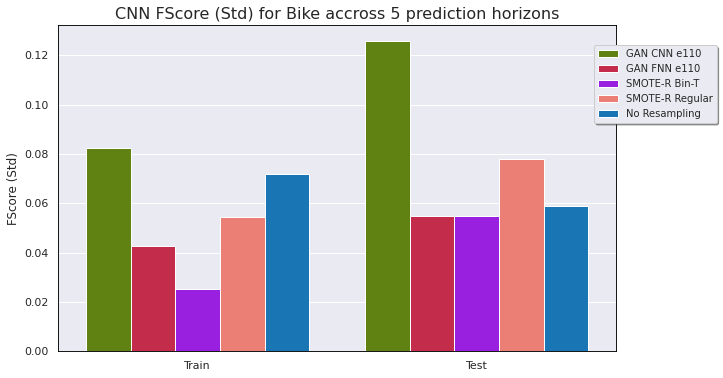 CNN FScore (Std) for Bike accross 5 prediction horizons
FScore (Std)
0.12
0.10
0.08
0.06
0.04
0.02
0.00
Train
Test
GAN CNN e110
GAN FNN e110
SMOTE-R Bin-T
SMOTE-R Regular
No Resampling